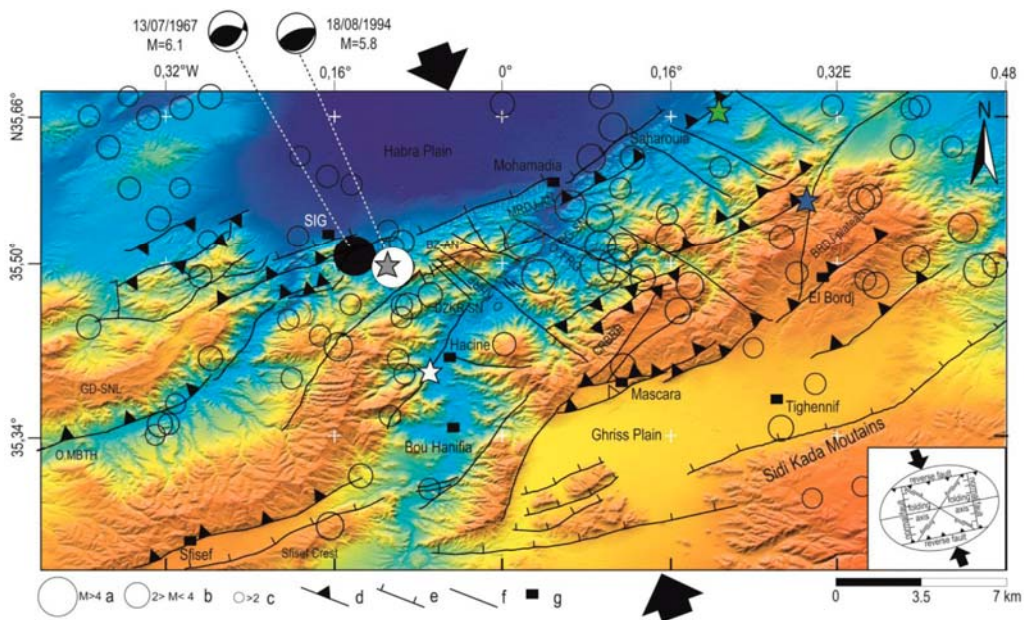 13/07/1967
M=6.1
18/08/1994
M=5.8
0,32°W
0,16°
0°
0,16°
0,32E
0,48
N35,66°
35,50°
35,34°
N
Habra Plain
Saharouia
Mohamadia
SIG
El Bordj
Hacine
GD-SNL
Mascara
Tighennif
Bou Hanifia
Ghriss Plain
O.MBTH
Sidi Kada Moutains
Sfisef
Sfisef Crest
reverse fault
folding
axis
folding
axis
reverse fault
M>4 a
2> M< 4 b
>2 c
d
e
f
g
0
3.5
7 km